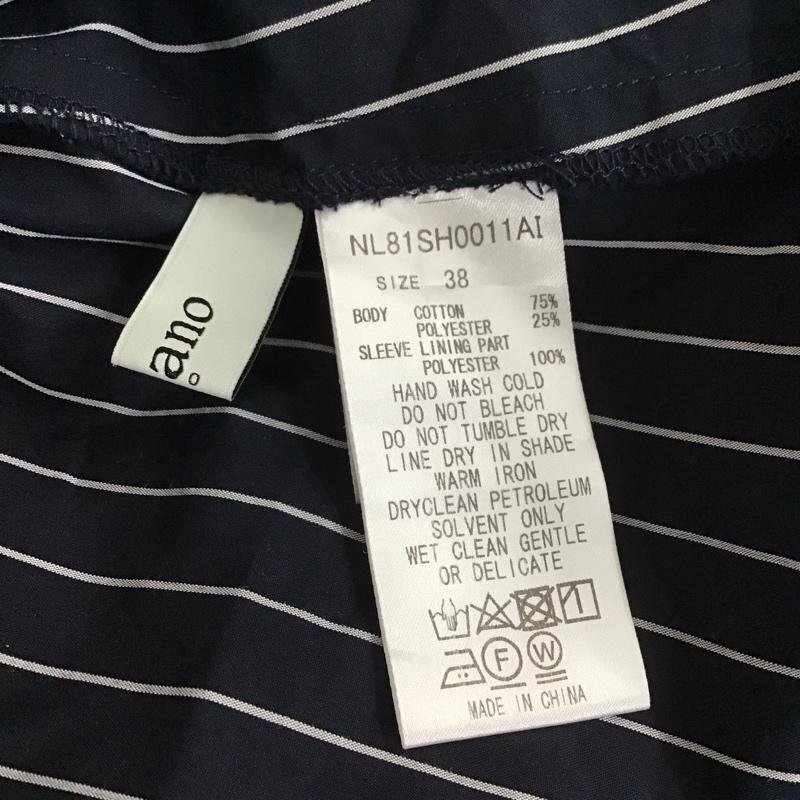 ano
NL81SH0011AI
SIZE 38
BODY COTTON 75%
POLYESTER 25%
SLEEVE LINING PART
POLYESTER 100%
HAND WASH COLD
DO NOT BLEACH
DO NOT TUMBLE DRY
LINE DRY IN SHADE
WARM IRON
DRYCLEAN PETROLEUM
SOLVENT ONLY
WET CLEAN GENTLE
OR DELICATE
F W
MADE IN CHINA